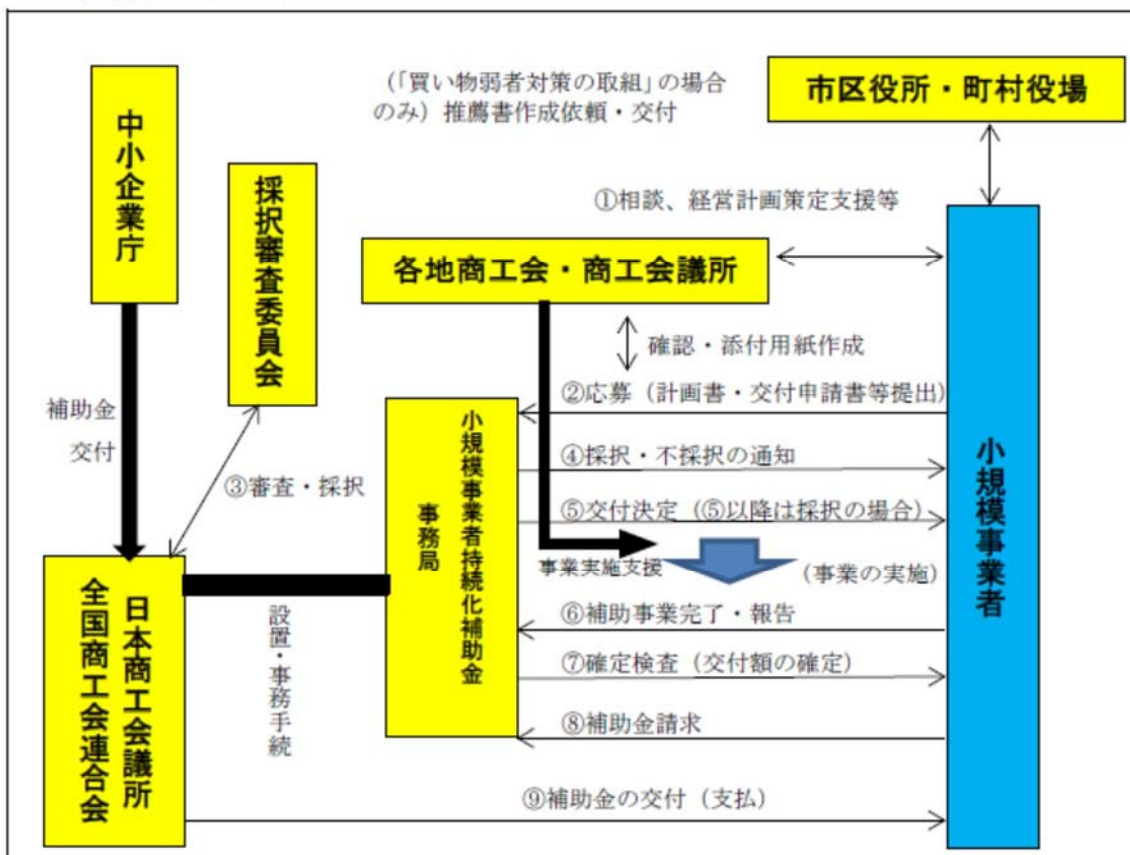 （「買い物弱者対策の取組」の場合
のみ）推薦書作成依頼・交付
市区役所・町村役場
中小企業庁
採択審査委員会
①相談、経営計画策定支援等
各地商工会・商工会議所
確認・添付用紙作成
補助金
交付
③審査・採択
②応募（計画書・交付申請書等提出）
④採択・不採択の通知
⑤交付決定（⑤以降は採択の場合）
事業実施支援
（事業の実施）
⑥補助事業完了・報告
⑦確定検査（交付額の確定）
⑧補助金請求
小規模事業者持続化補助金
事務局
小規模事業者
日本商工会議所
全国商工会連合会
設置・事務手続
⑨補助金の交付（支払）